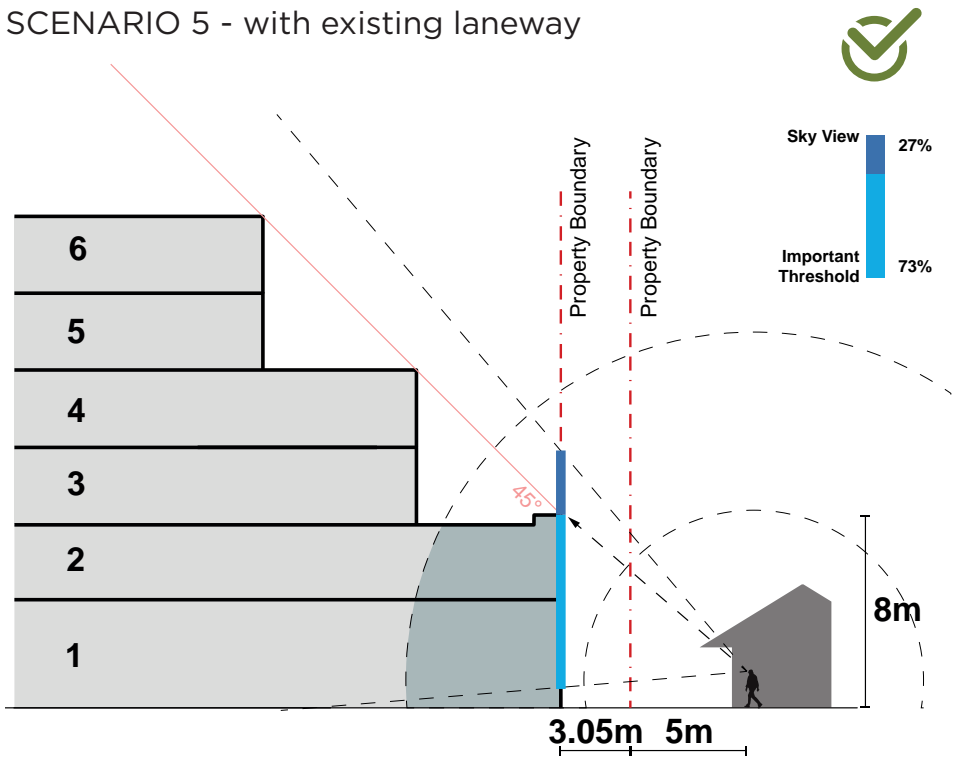 SCENARIO 5 - with existing laneway
Sky View
27%
Important
Threshold
73%
Property Boundary
Property Boundary
6
5
4
3
2
1
45°
8m
3.05m
5m